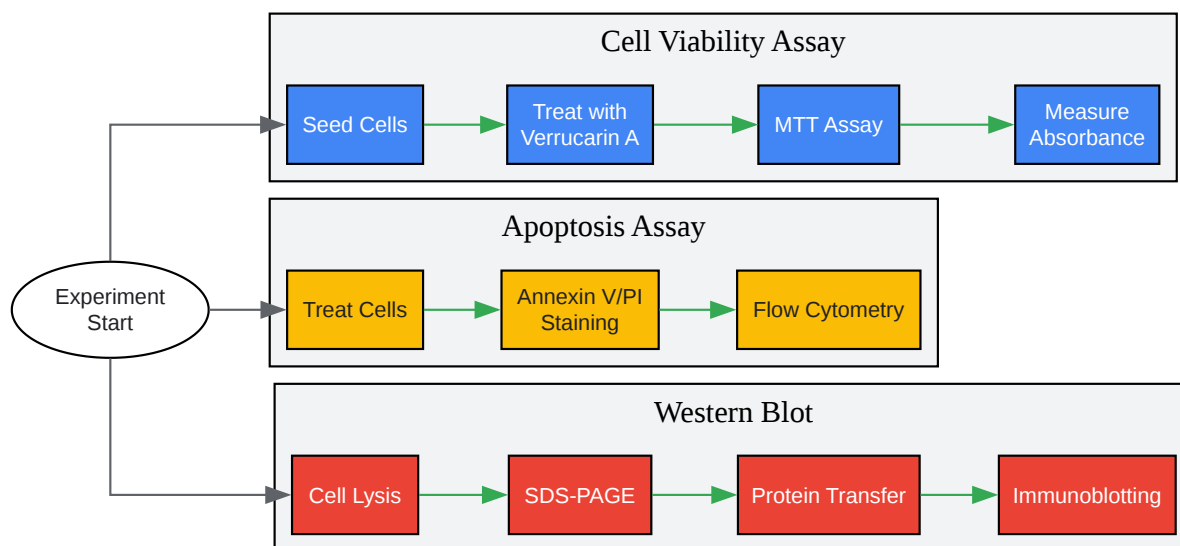 Cell Viability Assay
Seed Cells
Treat with
Verrucarin A
MTT Assay
Measure
Absorbance
Apoptosis Assay
Experiment
Start
Treat Cells
Annexin V/PI
Staining
Flow Cytometry
Western Blot
Cell Lysis
SDS-PAGE
Protein Transfer
Immunoblotting